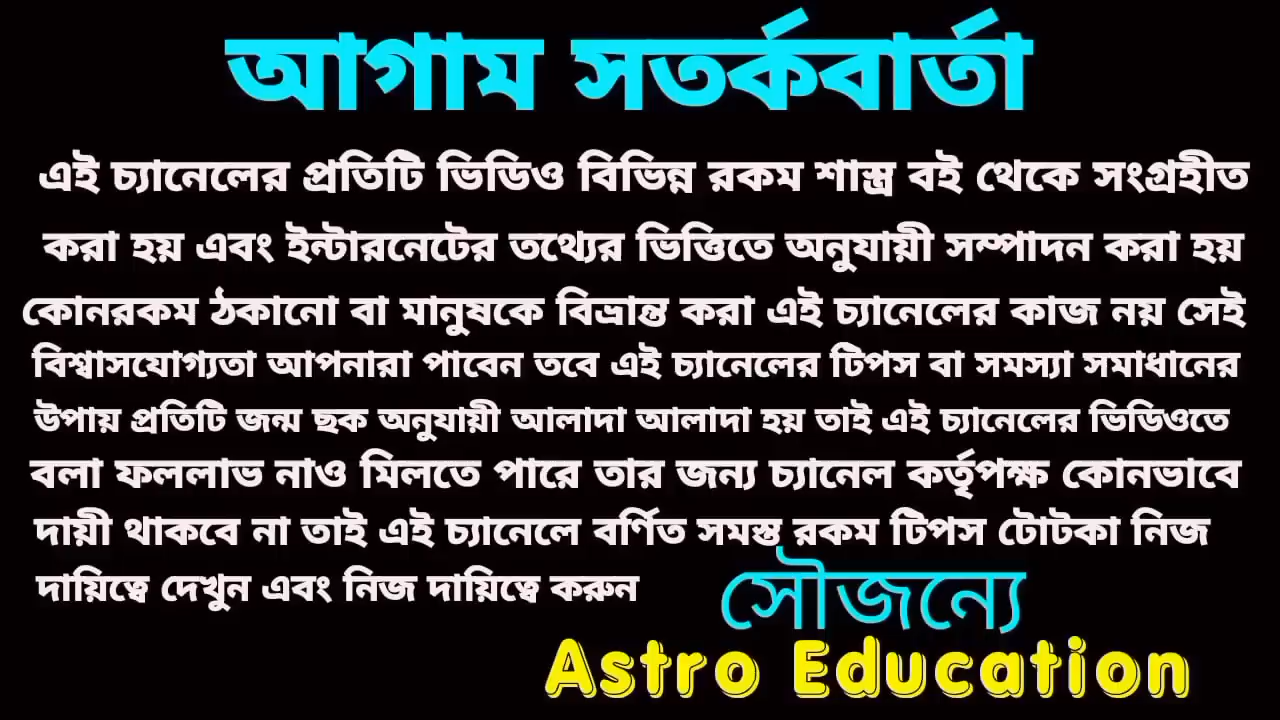 আগাম সতর্কবার্তা
এই চ্যানেলের প্রতিটি ভিডিও বিভিন্ন রকম শাস্ত্র বই থেকে সংগ্রহীত
করা হয় এবং ইন্টারনেটের তথ্যের ভিত্তিতে অনুযায়ী সম্পাদন করা হয়
কোনরকম ঠকানো বা মানুষকে বিভ্রান্ত করা এই চ্যানেলের কাজ নয় সেই
বিশ্বাসযোগ্যতা আপনারা পাবেন তবে এই চ্যানেলের টিপস বা সমস্যা সমাধানের
উপায় প্রতিটি জন্ম ছক অনুযায়ী আলাদা আলাদা হয় তাই এই চ্যানেলের ভিডিওতে
বলা ফললাভ নাও মিলতে পারে তার জন্য চ্যানেল কর্তৃপক্ষ কোনভাবে
দায়ী থাকবে না তাই এই চ্যানেলে বর্ণিত সমস্ত রকম টিপস টোটকা নিজ
দায়িত্বে দেখুন এবং নিজ দায়িত্বে করুন
সৌজন্যে
Astro Education